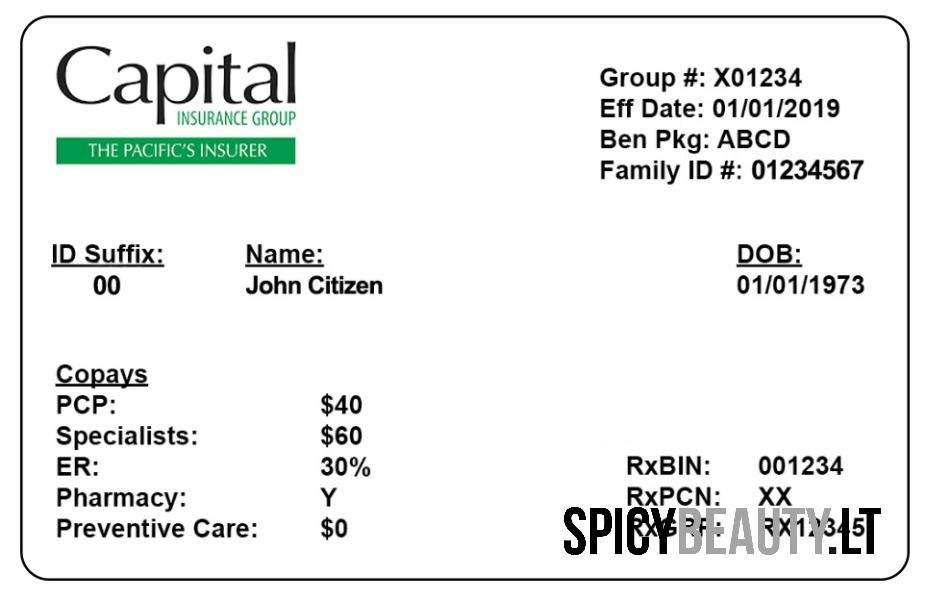 Capital
INSURANCE GROUP
THE PACIFIC'S INSURER
Group #: X01234
Eff Date: 01/01/2019
Ben Pkg: ABCD
Family ID #: 01234567
ID Suffix: Name: DOB:
00 John Citizen 01/01/1973
Copays
PCP: $40
Specialists: $60
ER: 30% RxBIN: 001234
Pharmacy: Y RxPCN: XX
Preventive Care: $0 RxGRP: RX12345
SPICYBEAUTY.LT